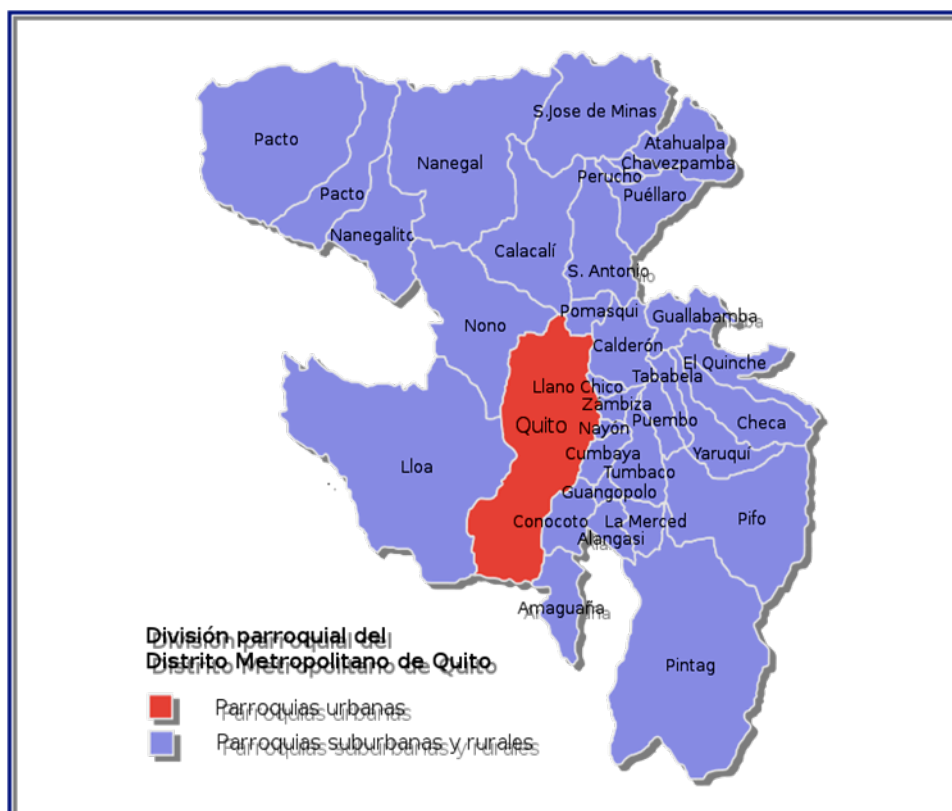 S.Jose de Minas
Pacto
Atahualpa
Nanegal
Chavezpamba
Perucho
Pacto
Puéllaro
Nanegalito
Calacalí
S. Antonio
Pomasqui
Guallabamba
Nono
Calderón
El Quinche
Tababela
Llano Chico
Zámbiza
Puembo
Checa
Quito
Nayón
Cumbaya
Yaruqui
Lloa
Tumbaco
Guangopolo
Conocoto
La Merced
Pifo
Alangasi
Amaguaña
División parroquial del
Distrito Metropolitano de Quito
Pintag
Parroquias urbanas
Parroquias suburbanas y rurales